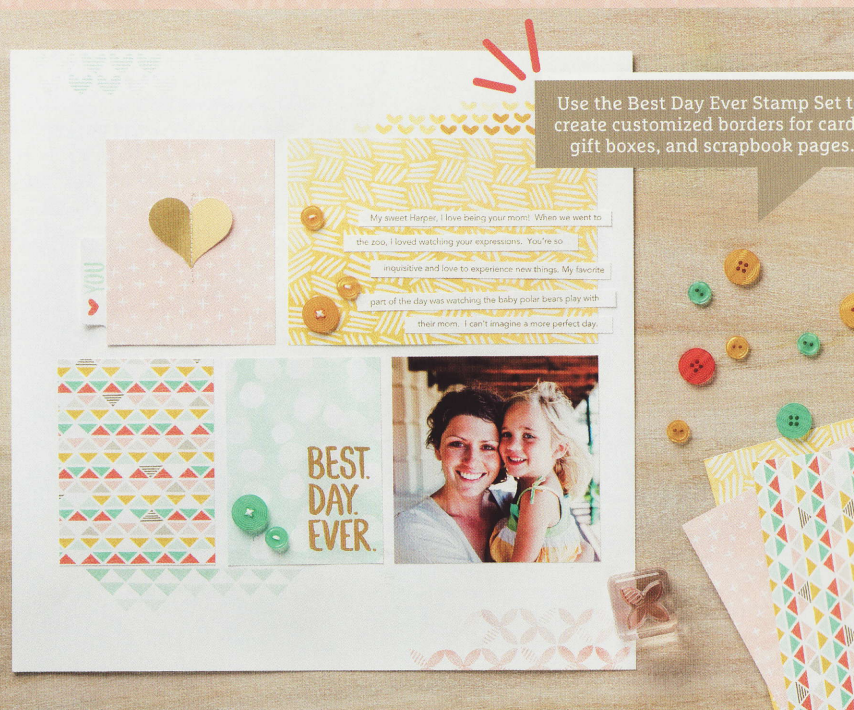 Use the Best Day Ever Stamp Set t
create customized borders for card
gift boxes, and scrapbook pages.
My sweet Harper, I love being your mom! When we went to
the zoo, I loved watching your expressions. You're so
inquisitive and love to experience new things. My favorite
part of the day was watching the baby polar bears play with
their mom. I can't imagine a more perfect day.
YOU
BEST.
DAY.
EVER.